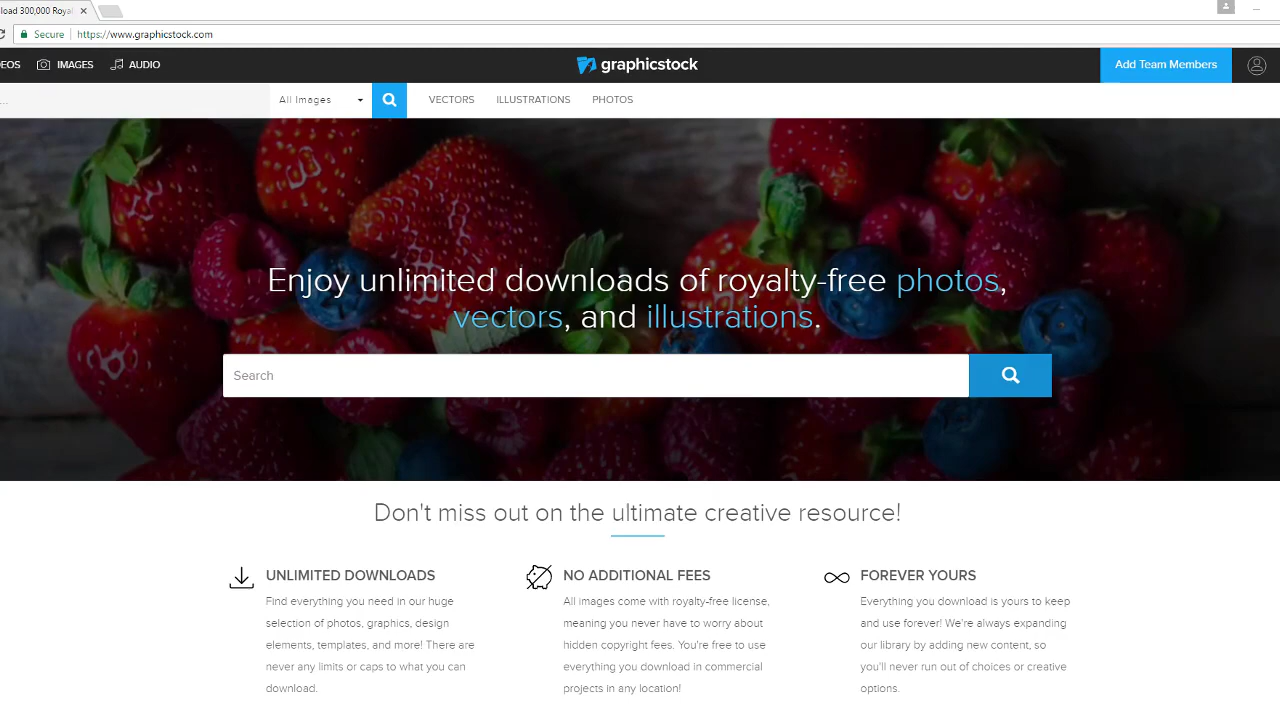 load 300,000 Roya
Secure https://www.graphicstock.com
EOS IMAGES AUDIO graphicstock Add Team Members
... All Images VECTORS ILLUSTRATIONS PHOTOS
Enjoy unlimited downloads of royalty-free photos,
vectors, and illustrations.
Search
Don't miss out on the ultimate creative resource!
UNLIMITED DOWNLOADS
Find everything you need in our huge
selection of photos, graphics, design
elements, templates, and more! There are
never any limits or caps to what you can
download.
NO ADDITIONAL FEES
All images come with royalty-free license,
meaning you never have to worry about
hidden copyright fees. You're free to use
everything you download in commercial
projects in any location!
FOREVER YOURS
Everything you download is yours to keep
and use forever! We're always expanding
our library by adding new content, so
you'll never run out of choices or creative
options.